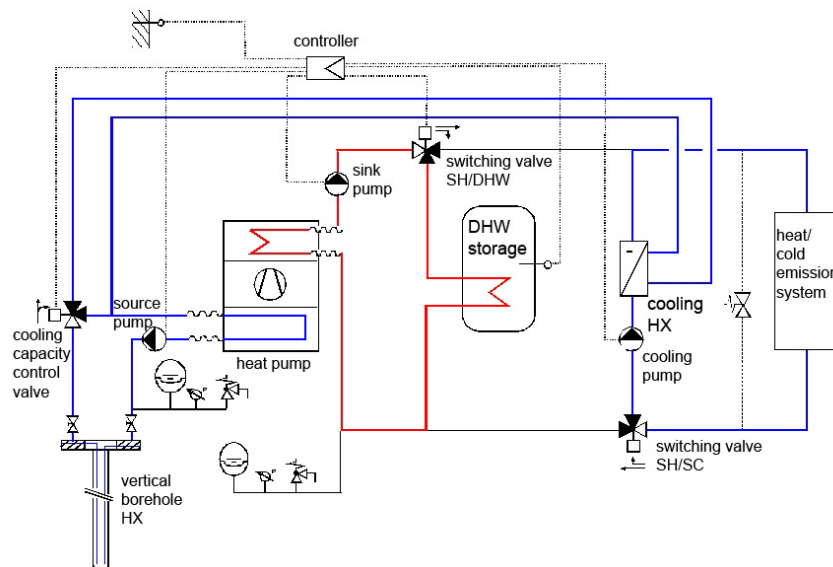 controller
sink
pump
switching valve
SH/DHW
DHW
storage
heat/
cold
emission
system
source
pump
cooling
HX
cooling
capacity
control
valve
heat pump
cooling
pump
P
P
switching valve
SH/SC
vertical
borehole
HX